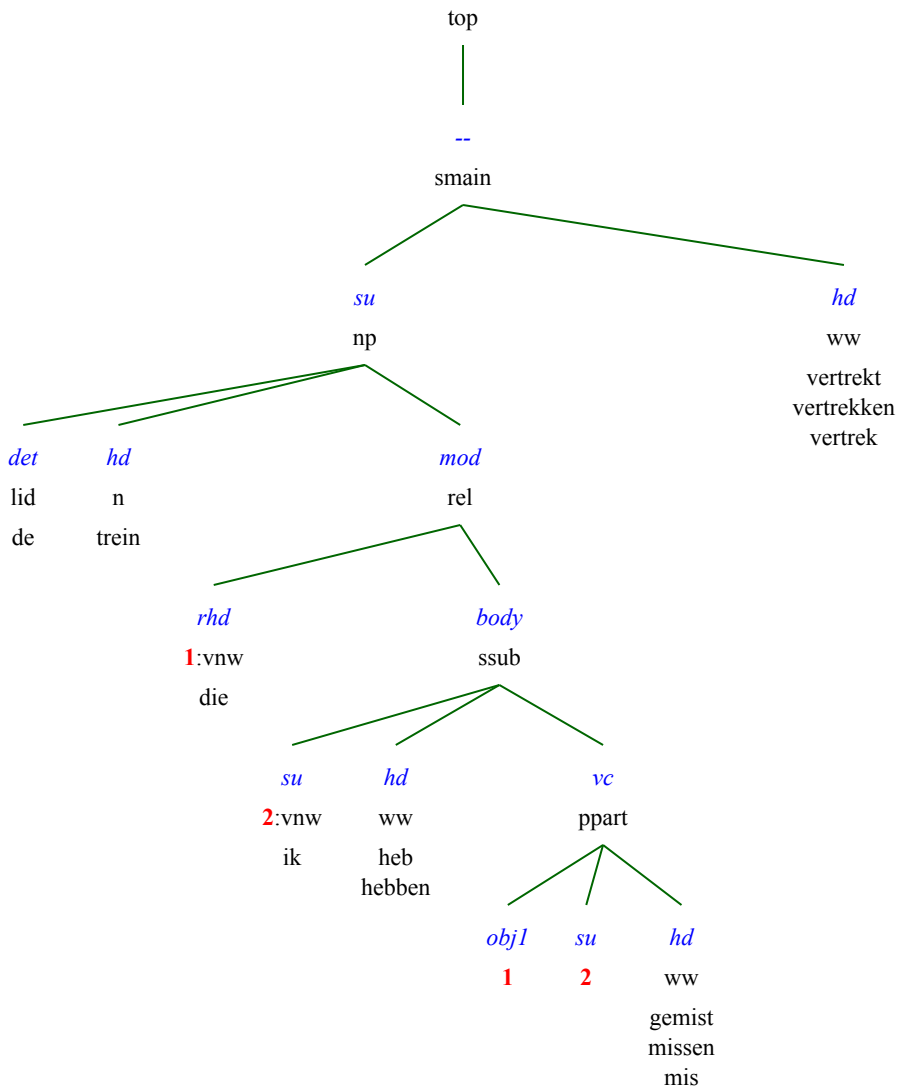 top
--
smain
su hd
np ww
vertrekt
vertrekken
vertrek
det hd mod
lid n rel
de trein
rhd body
1:vnw ssub
die
su hd vc
2:vnw ww ppart
ik heb
hebben
obj1 su hd
1 2 ww
gemist
missen
mis